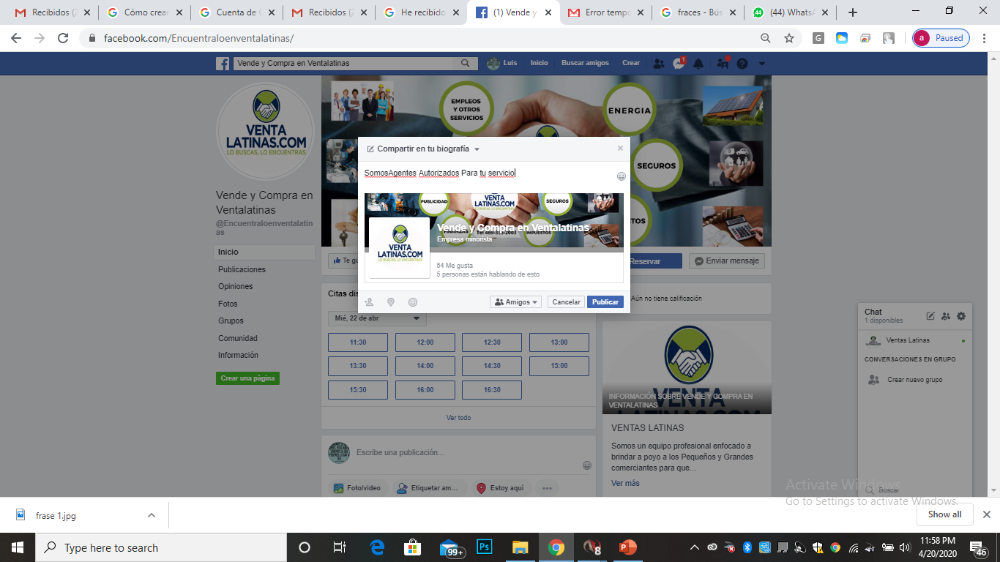 Recibidos (2
Cómo crear
Cuenta de G
Recibidos (2
He recibido
(1) Vende y
Error tempo
fraces - Bús
(44) WhatsA
facebook.com/Encuentraloenventalatinas/
Paused
Vende y Compra en Ventalatinas
Luis
Inicio
Buscar amigos
Crear
1
VENTA
LATINAS.COM
LO BUSCAS, LO ENCUENTRAS.
EMPLEOS
Y OTROS
SERVICIOS
ENERGIA
SEGUROS
TOS
Vende y Compra en
Ventalatinas
@Encuentraloenventalatin
as
Inicio
Publicaciones
Opiniones
Fotos
Grupos
Comunidad
Información
Crear una página
Compartir en tu biografía
SomosAgentes Autorizados Para tu servicio
PUBLICIDAD
VENTA
LATINAS.COM
SEGUROS
IMPUESTOS
Vende y Compra en Ventalatinas
Empresa minorista
VENTA
LATINAS.COM
LO BUSCAS, LO ENCUENTRAS
64 Me gusta
5 personas están hablando de esto
Amigos
Cancelar
Publicar
Te gu
Reservar
Enviar mensaje
Citas dis
Mié, 22 de abr
11:30
12:00
12:30
13:00
13:30
14:00
14:30
15:00
15:30
16:00
16:30
Ver todo
Escribe una publicación...
Foto/video
Etiquetar am...
Estoy aquí
Aún no tiene calificación
VENTA
INFORMACIÓN SOBRE VENDE Y COMPRA EN
VENTALATINAS
VENTAS LATINAS
Somos un equipo profesional enfocado a
brindar a poyo a los Pequeños y Grandes
comerciantes para que...
Ver más
Chat
1 disponibles
Ventas Latinas
CONVERSACIONES EN GRUPO
Crear nuevo grupo
Buscar
Activate Windows
Go to Settings to activate Windows.
frase 1.jpg
Show all
Type here to search
99+
Ps
8
11:58 PM
4/20/2020
46